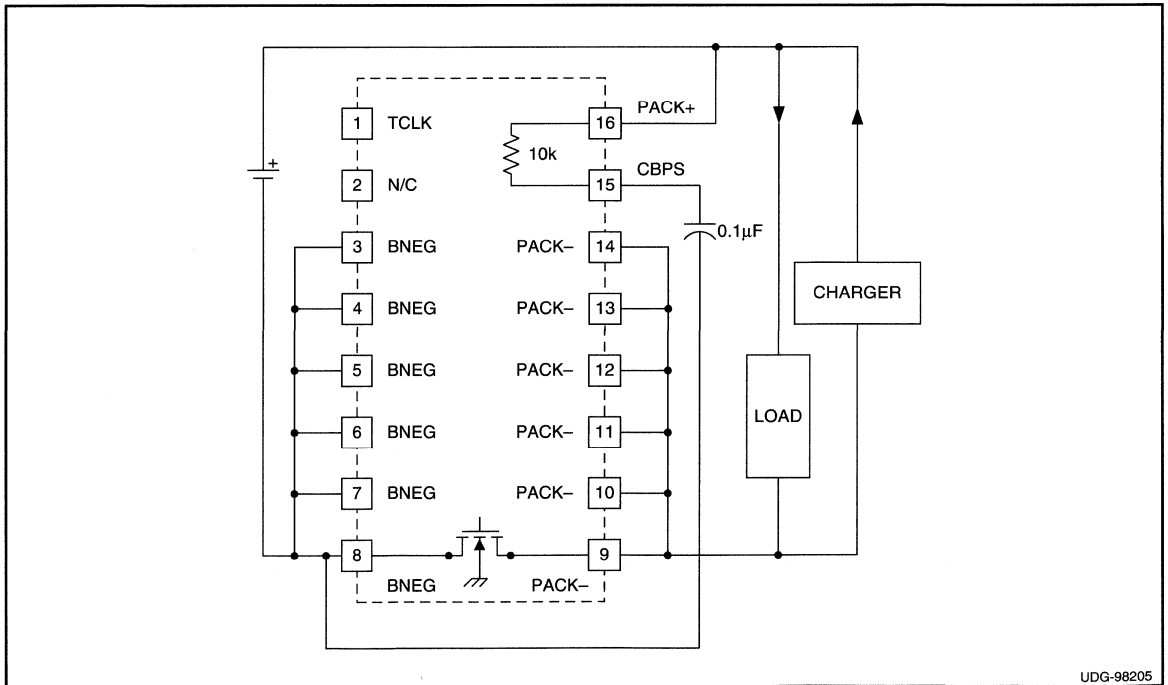 PACK+
1 TCLK 16
10k
CBPS
2 N/C 15
0.1µF
3 BNEG PACK– 14
CHARGER
4 BNEG PACK– 13
5 BNEG PACK– 12
LOAD
6 BNEG PACK– 11
7 BNEG PACK– 10
8 9
BNEG PACK–
+
UDG-98205